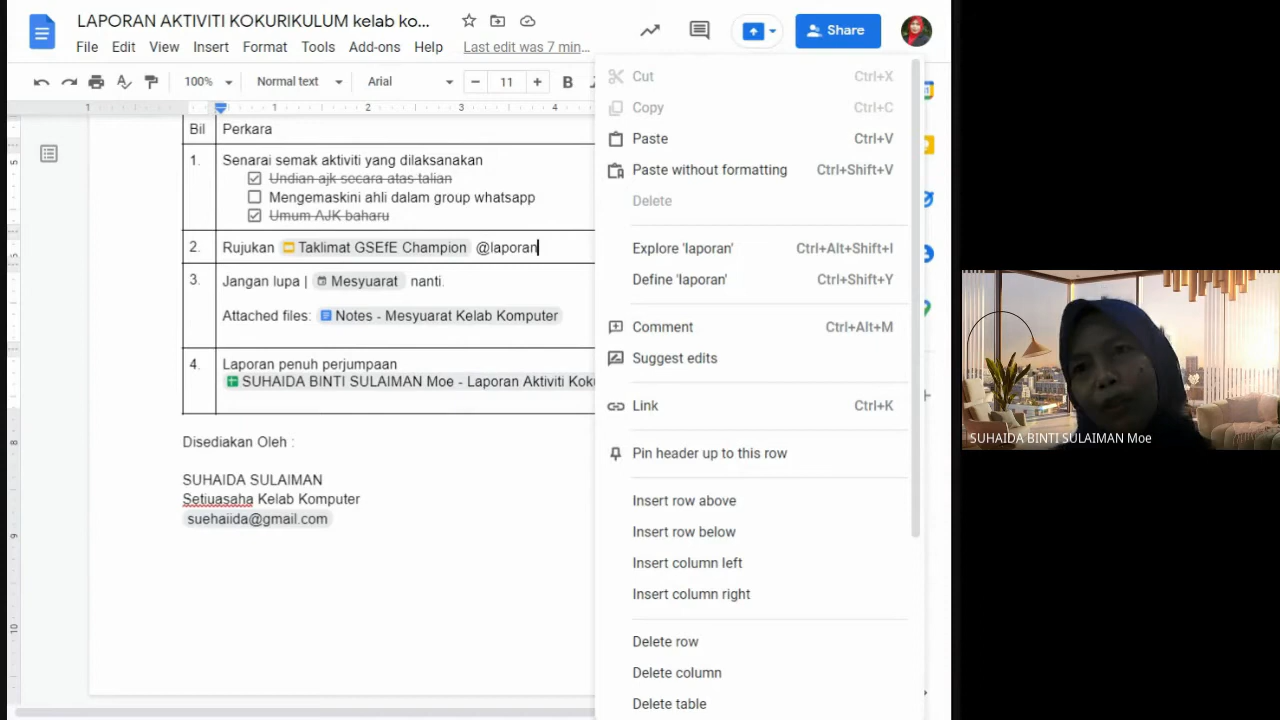 LAPORAN AKTIVITI KOKURIKULUM kelab ko...
File Edit View Insert Format Tools Add-ons Help Last edit was 7 min...
Share
100% Normal text Arial 11 B
1 1 2 3 4
Bil Perkara
1. Senarai semak aktiviti yang dilaksanakan
Undian ajk secara atas talian
Mengemaskini ahli dalam group whatsapp
Umum AJK baharu
2. Rujukan Taklimat GSEfE Champion @laporan
3. Jangan lupa | Mesyuarat nanti.
Attached files: Notes - Mesyuarat Kelab Komputer
4. Laporan penuh perjumpaan
SUHAIDA BINTI SULAIMAN Moe - Laporan Aktiviti Koku
Disediakan Oleh :
SUHAIDA SULAIMAN
Setiuasaha Kelab Komputer
suehaiida@gmail.com
Cut Ctrl+X
Copy Ctrl+C
Paste Ctrl+V
Paste without formatting Ctrl+Shift+V
Delete
Explore 'laporan' Ctrl+Alt+Shift+I
Define 'laporan' Ctrl+Shift+Y
Comment Ctrl+Alt+M
Suggest edits
Link Ctrl+K
Pin header up to this row
Insert row above
Insert row below
Insert column left
Insert column right
Delete row
Delete column
Delete table
SUHAIDA BINTI SULAIMAN Moe